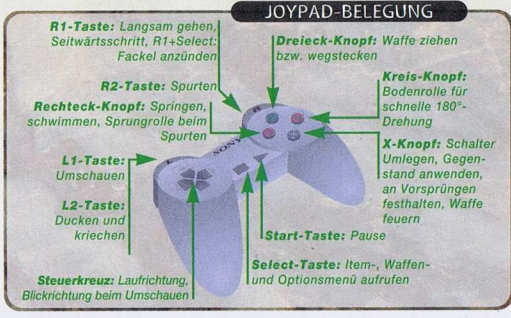 JOYPAD-BELEGUNG
R1-Taste: Langsam gehen,
Seitwärtsschritt, R1+Select:
Fackel anzünden
R2-Taste: Spurten
Rechteck-Knopf: Springen,
schwimmen, Sprungrolle beim
Spurten
L1-Taste:
Umschauen
L2-Taste:
Ducken und
kriechen
Steuerkreuz: Laufrichtung,
Blickrichtung beim Umschauen
Dreieck-Knopf: Waffe ziehen
bzw. wegstecken
Kreis-Knopf:
Bodenrolle für
schnelle 180°-
Drehung
X-Knopf: Schalter
Umlegen, Gegen-
stand anwenden,
an Vorsprüngen
festhalten, Waffe
feuern
Start-Taste: Pause
Select-Taste: Item-, Waffen-
und Optionsmenü aufrufen
SONY
L
R